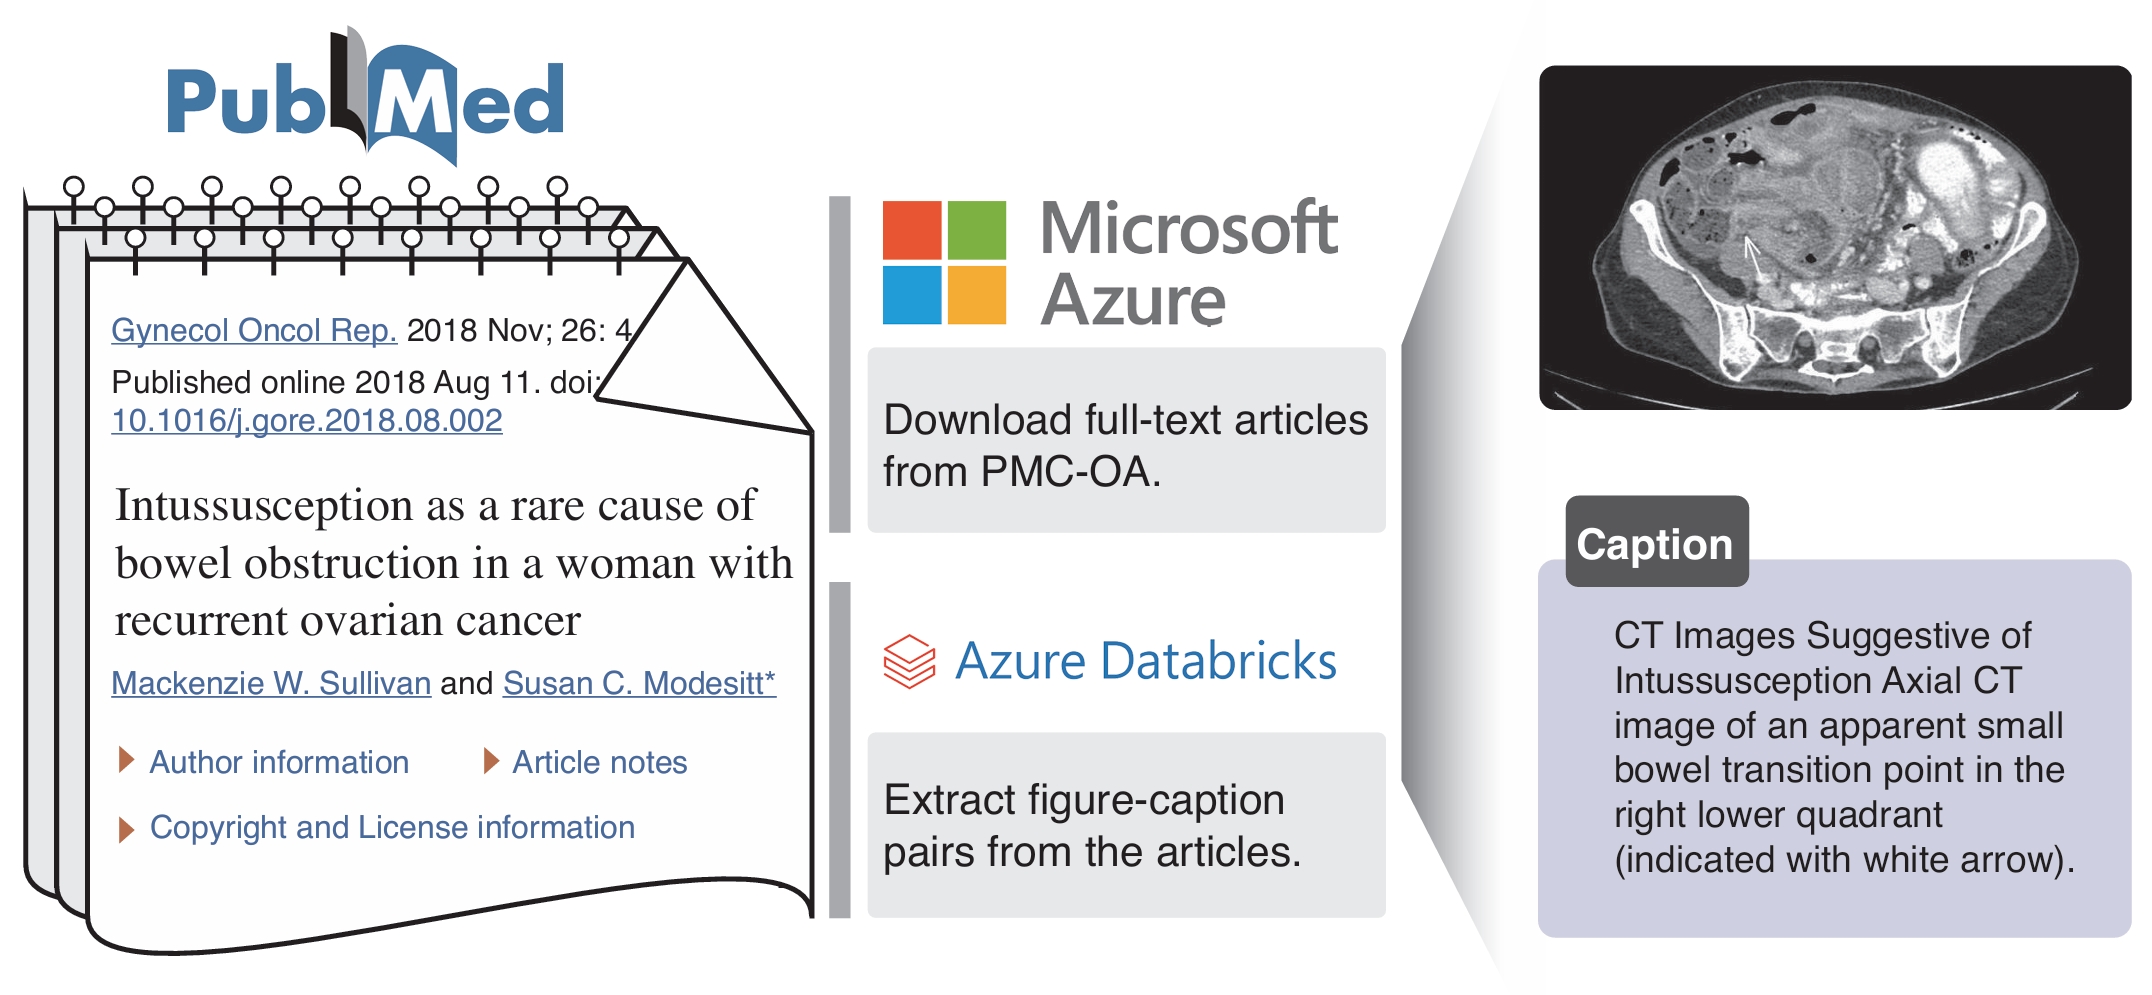 PubMed
Gynecol Oncol Rep. 2018 Nov; 26: 4
Published online 2018 Aug 11. doi:
10.1016/j.gore.2018.08.002
Intussusception as a rare cause of
bowel obstruction in a woman with
recurrent ovarian cancer
Mackenzie W. Sullivan and Susan C. Modesitt*
Author information
Article notes
Copyright and License information
Microsoft
Azure
Download full-text articles
from PMC-OA.
Azure Databricks
Extract figure-caption
pairs from the articles.
Caption
CT Images Suggestive of
Intussusception Axial CT
image of an apparent small
bowel transition point in the
right lower quadrant
(indicated with white arrow).